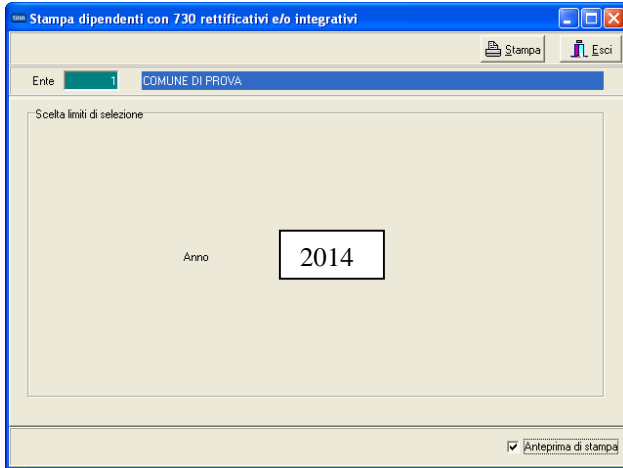 tinn Stampa dipendenti con 730 rettificativi e/o integrativi
Stampa Esci
Ente 1 COMUNE DI PROVA
Scelta limiti di selezione
Anno 2014
Anteprima di stampa